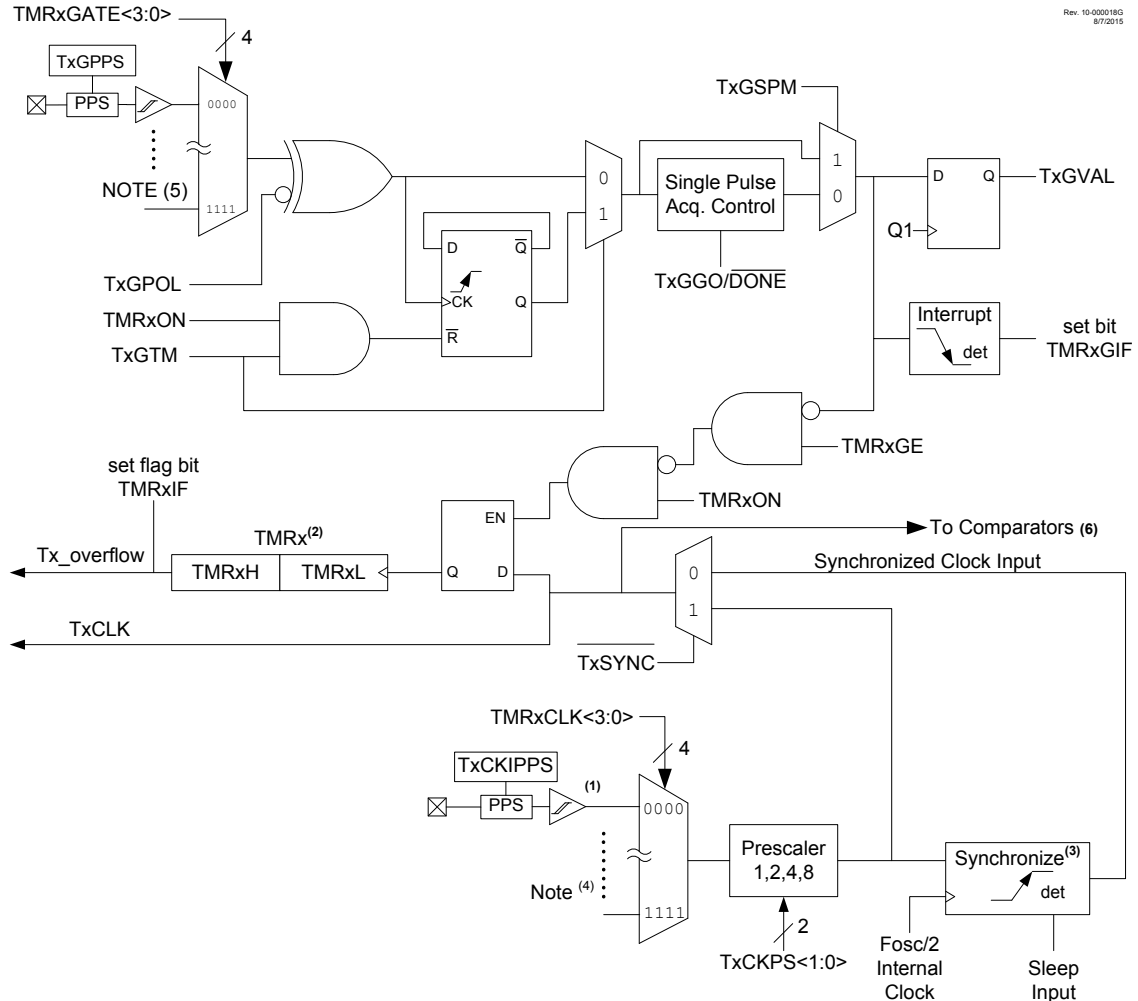 Rev. 10-000018G
8/7/2015
TMRxGATE<3:0>
4
TxGPPS
PPS
0000
NOTE (5)
1111
TxGPOL
TMRxON
TxGTM
D
Q
CK
Q
R
0
1
TxGSPM
Single Pulse
Acq. Control
TxGGO/DONE
1
0
D
Q
Q1
TxGVAL
Interrupt
det
set bit
TMRxGIF
TMRxGE
TMRxON
set flag bit
TMRxIF
Tx_overflow
TMRx(2)
TMRxH
TMRxL
EN
Q
D
TxCLK
To Comparators (6)
Synchronized Clock Input
0
1
TxSYNC
TMRxCLK<3:0>
4
TxCKIPPS
PPS
(1)
0000
Note (4)
1111
Prescaler
1,2,4,8
2
TxCKPS<1:0>
Synchronize(3)
det
Fosc/2
Internal
Clock
Sleep
Input